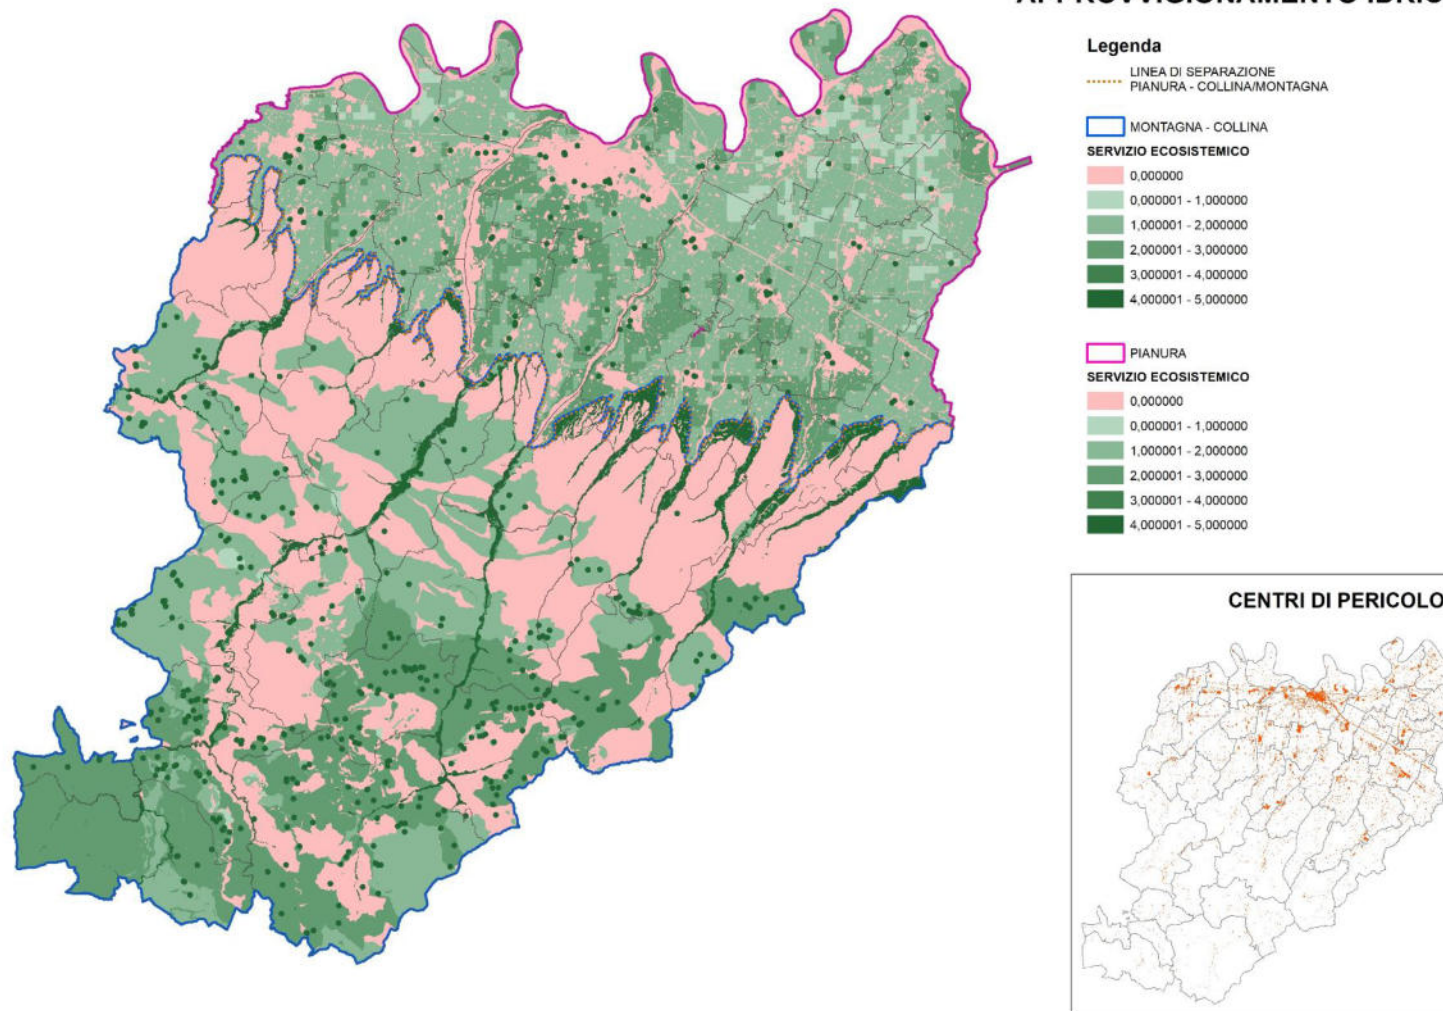 Legenda
LINEA DI SEPARAZIONE
PIANURA - COLLINA/MONTAGNA
MONTAGNA - COLLINA
SERVIZIO ECOSISTEMICO
0,000000
0,000001 - 1,000000
1,000001 - 2,000000
2,000001 - 3,000000
3,000001 - 4,000000
4,000001 - 5,000000
PIANURA
SERVIZIO ECOSISTEMICO
0,000000
0,000001 - 1,000000
1,000001 - 2,000000
2,000001 - 3,000000
3,000001 - 4,000000
4,000001 - 5,000000
CENTRI DI PERICOLO